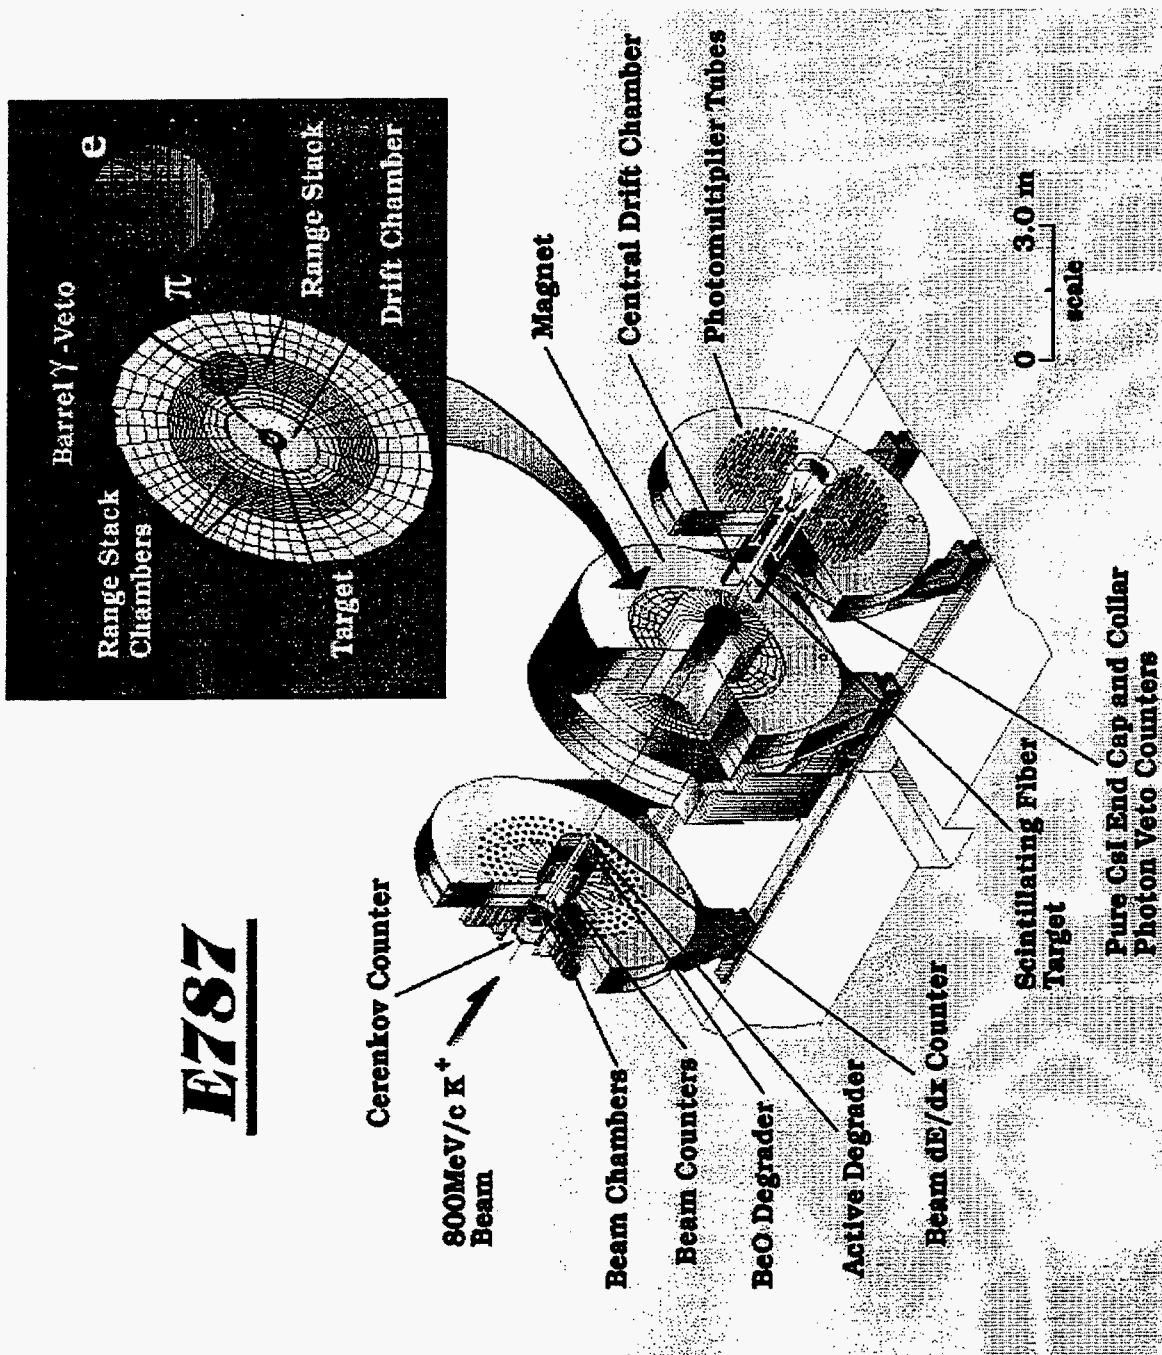 E787
Barrel γ-Veto
Range Stack
Chambers
π
e
Target
Range Stack
Drift Chamber
Cerenkov Counter
800MeV/c K+
Beam
Magnet
Central Drift Chamber
Photomultiplier Tubes
Beam Chambers
Beam Counters
BeO Degrader
Active Degrader
Beam dE/dx Counter
Scintillating Fiber
Target
Pure CsI End Cap and Collar
Photon Veto Counters
0
3.0 m
scale